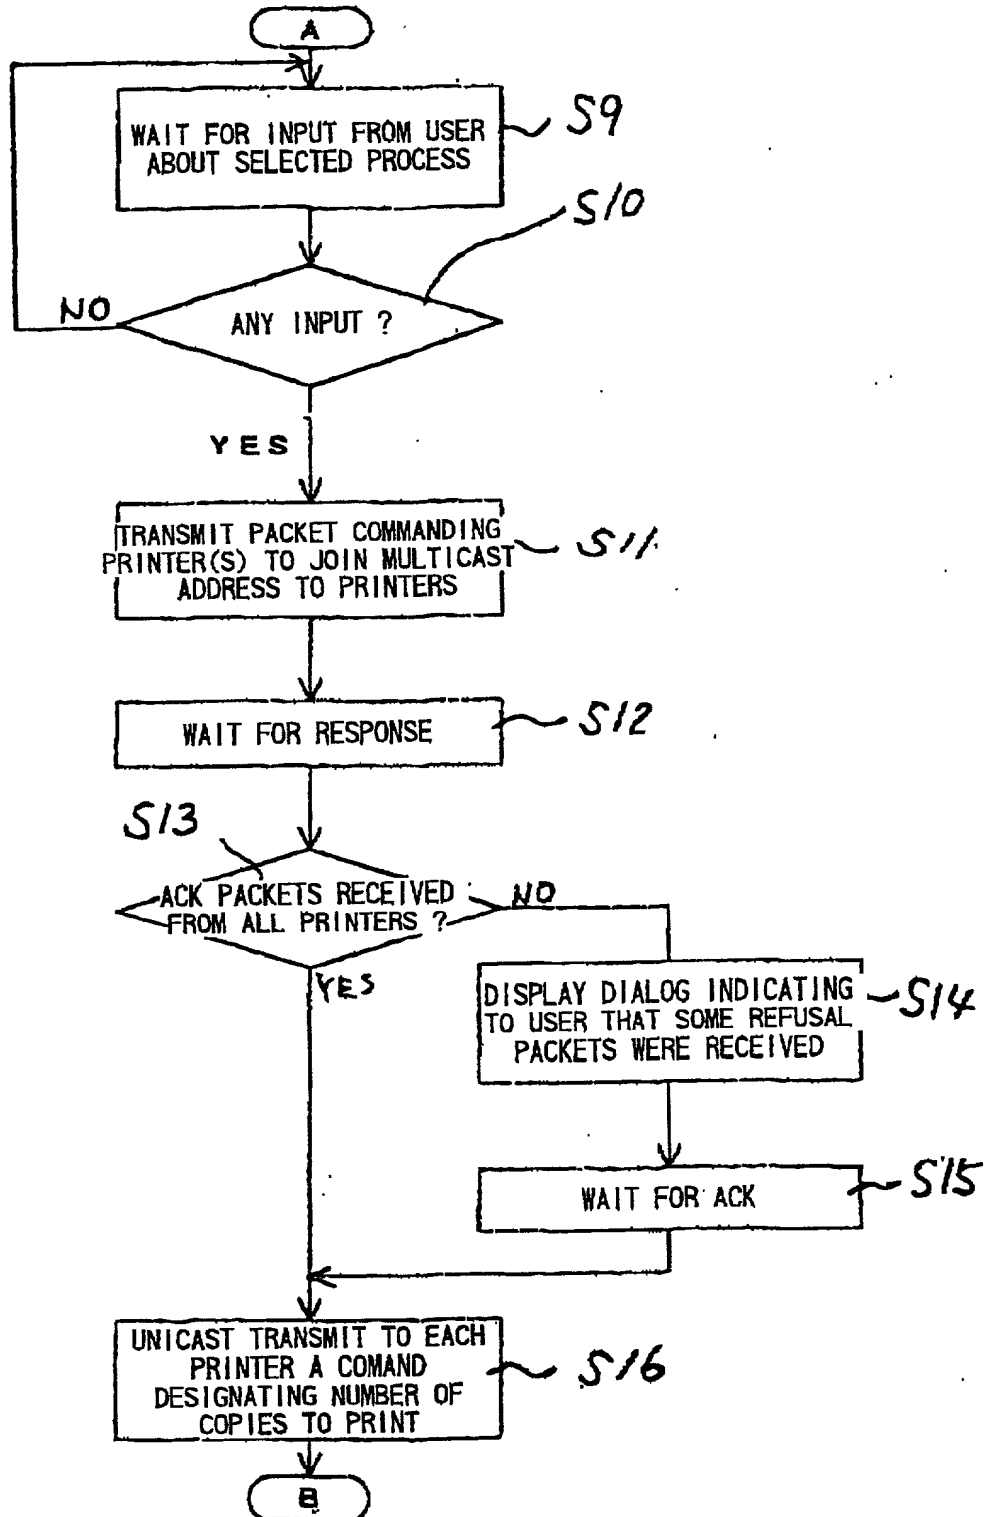 A
WAIT FOR INPUT FROM USER
ABOUT SELECTED PROCESS
S9
S10
NO
ANY INPUT ?
YES
TRANSMIT PACKET COMMANDING
PRINTER(S) TO JOIN MULTICAST
ADDRESS TO PRINTERS
S11
WAIT FOR RESPONSE
S12
S13
ACK PACKETS RECEIVED
FROM ALL PRINTERS ?
NO
YES
DISPLAY DIALOG INDICATING
TO USER THAT SOME REFUSAL
PACKETS WERE RECEIVED
S14
WAIT FOR ACK
S15
UNICAST TRANSMIT TO EACH
PRINTER A COMAND
DESIGNATING NUMBER OF
COPIES TO PRINT
S16
B